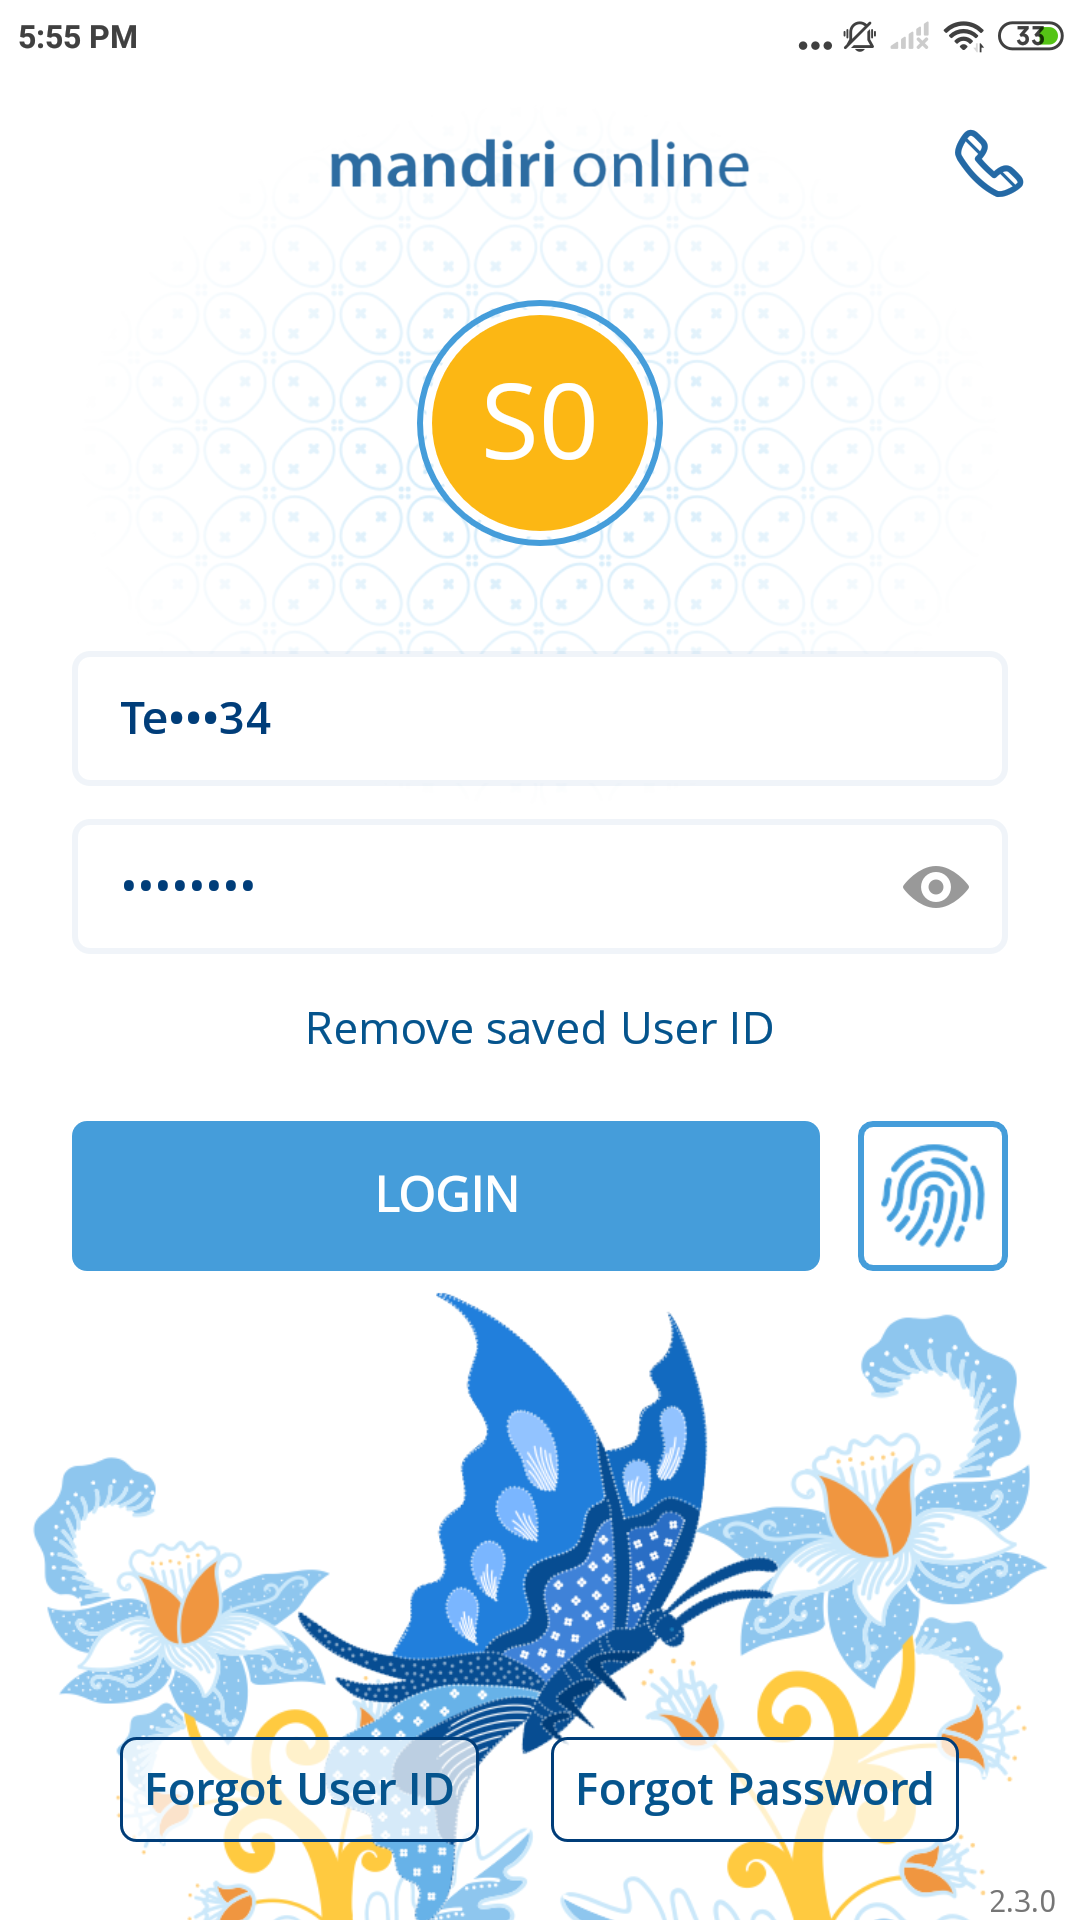 5:55 PM
33
mandiri online
S0
Te•••34
••••••••
Remove saved User ID
LOGIN
Forgot User ID
Forgot Password
2.3.0